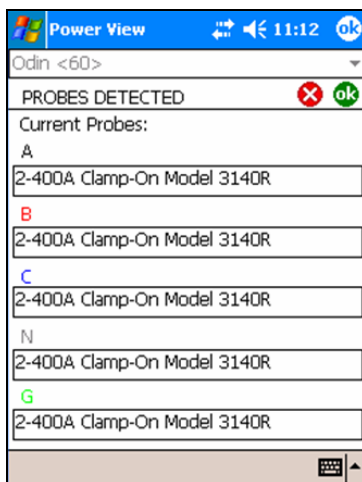 Power View 11:12 ok
Odin <60>
PROBES DETECTED ok
Current Probes:
A
2-400A Clamp-On Model 3140R
B
2-400A Clamp-On Model 3140R
C
2-400A Clamp-On Model 3140R
N
2-400A Clamp-On Model 3140R
G
2-400A Clamp-On Model 3140R